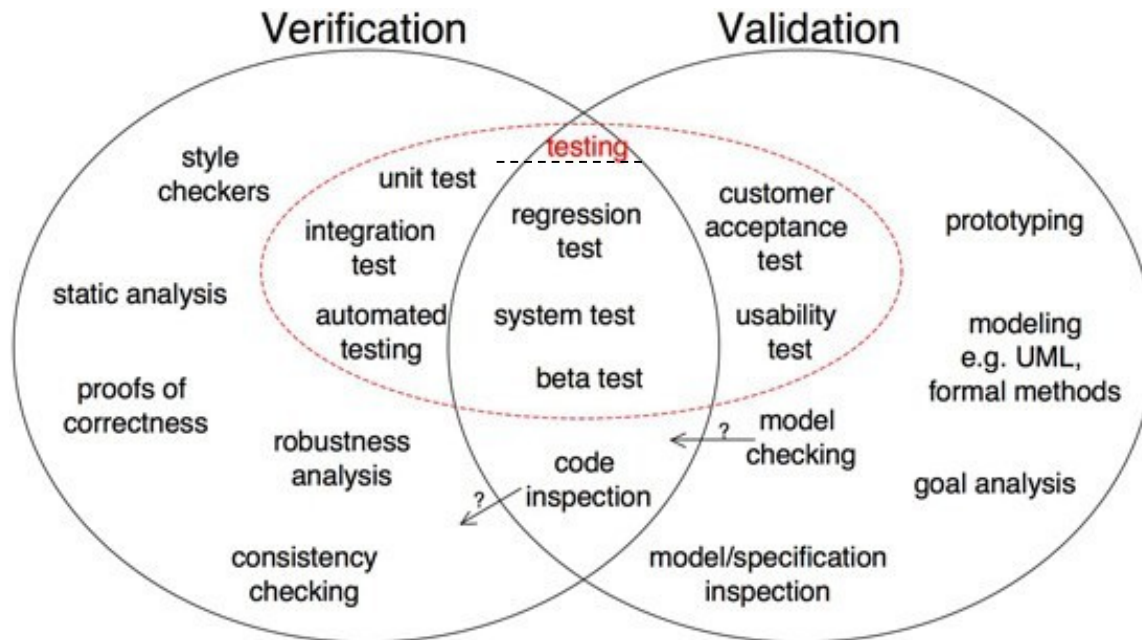 Verification
Validation
testing
style
checkers
unit test
regression
test
customer
acceptance
test
prototyping
integration
test
static analysis
automated
testing
system test
usability
test
modeling
e.g. UML,
formal methods
beta test
proofs of
correctness
robustness
analysis
code
inspection
?
?
model
checking
goal analysis
consistency
checking
model/specification
inspection